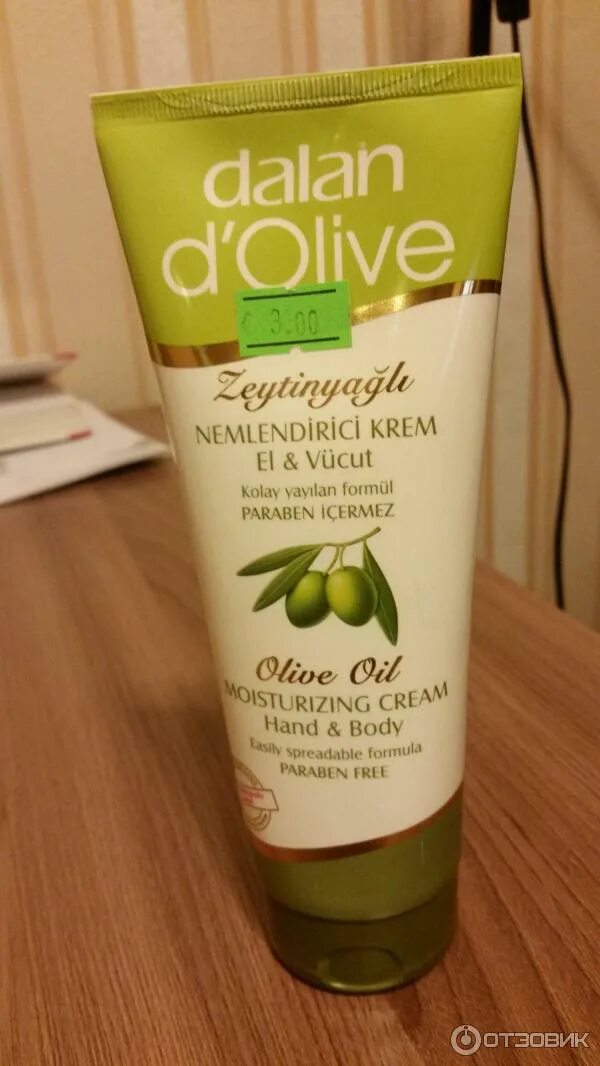 dalan
d'Olive
€ 3.00
Zeytinyağlı
NEMLENDİRİCİ KREM
El & Vücut
Kolay yayılan formül
PARABEN İÇERMEZ
Olive Oil
MOISTURIZING CREAM
Hand & Body
Easily spreadable formula
PARABEN FREE
ОТЗОВИК